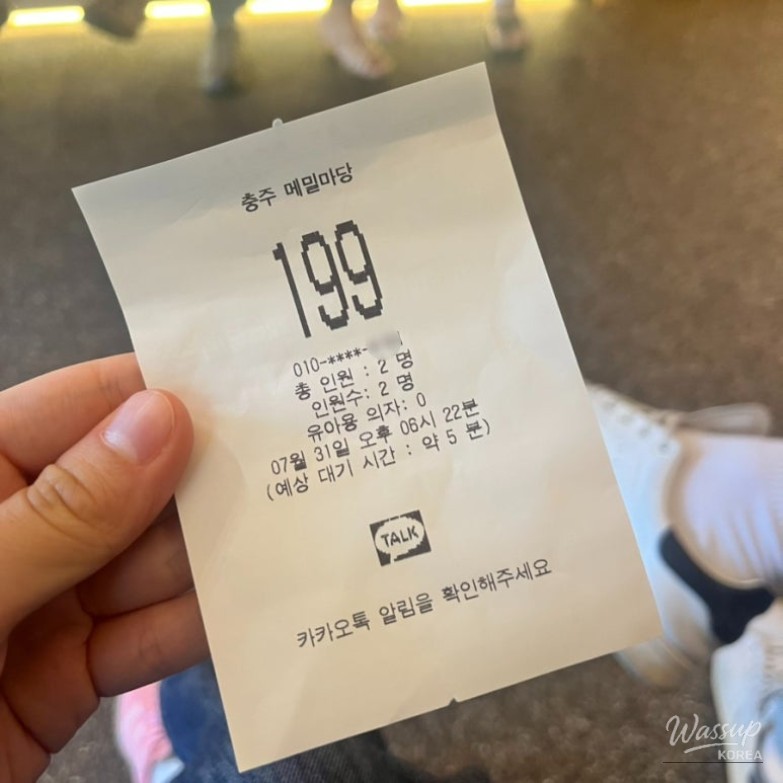 충주 메밀마당
199
010-****-
총 인원 : 2 명
인원수: 2 명
유아용 의자: 0
07월 31일 오후 06시 22분
(예상 대기 시간 : 약 5 분)
TALK
카카오톡 알림을 확인해주세요
Wassup
KOREA